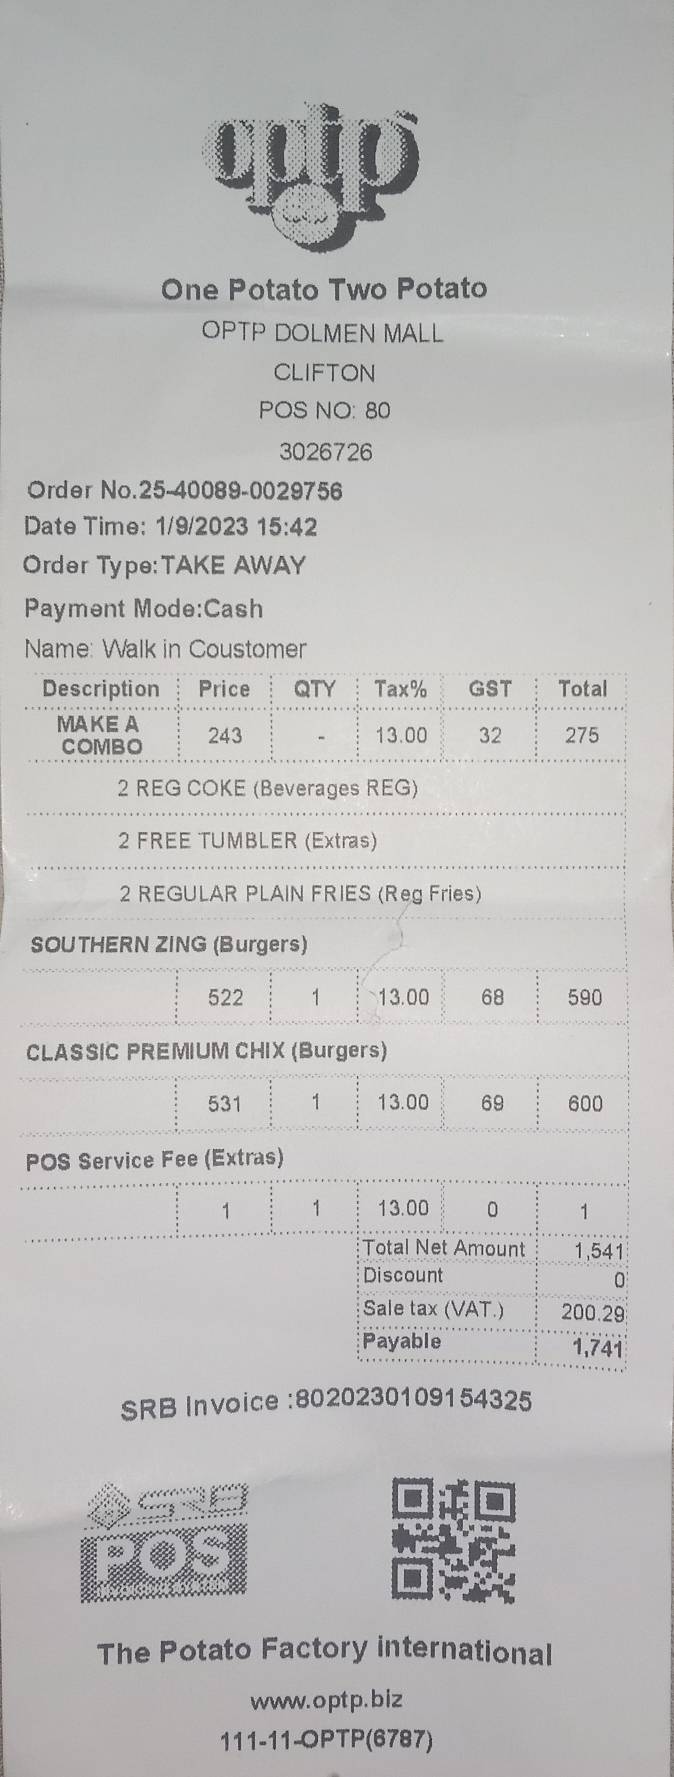 optp
One Potato Two Potato
OPTP DOLMEN MALL
CLIFTON
POS NO: 80
3026726
Order No.25-40089-0029756
Date Time: 1/9/2023 15:42
Order Type:TAKE AWAY
Payment Mode:Cash
Name: Walk in Coustomer
Description Price QTY Tax% GST Total
MAKE A
COMBO 243 - 13.00 32 275
2 REG COKE (Beverages REG)
2 FREE TUMBLER (Extras)
2 REGULAR PLAIN FRIES (Reg Fries)
SOUTHERN ZING (Burgers)
522 1 13.00 68 590
CLASSIC PREMIUM CHIX (Burgers)
531 1 13.00 69 600
POS Service Fee (Extras)
1 1 13.00 0 1
Total Net Amount 1,541
Discount 0
Sale tax (VAT.) 200.29
Payable 1,741
SRB Invoice :8020230109154325
SRB
POS
The Potato Factory international
www.optp.biz
111-11-OPTP(6787)